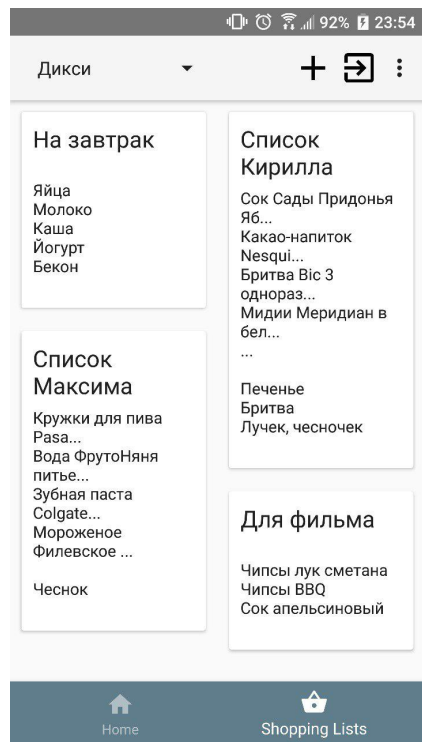 92% 23:54
Дикси
На завтрак
Яйца
Молоко
Каша
Йогурт
Бекон
Список
Кирилла
Сок Сады Придонья
Яб...
Какао-напиток
Nesqui...
Бритва Bic 3
однораз...
Мидии Меридиан в
бел...
...
Печенье
Бритва
Лучек, чесночек
Список
Максима
Кружки для пива
Pasa...
Вода ФрутоНяня
питье...
Зубная паста
Colgate...
Мороженое
Филевское ...
Чеснок
Для фильма
Чипсы лук сметана
Чипсы BBQ
Сок апельсиновый
Home
Shopping Lists